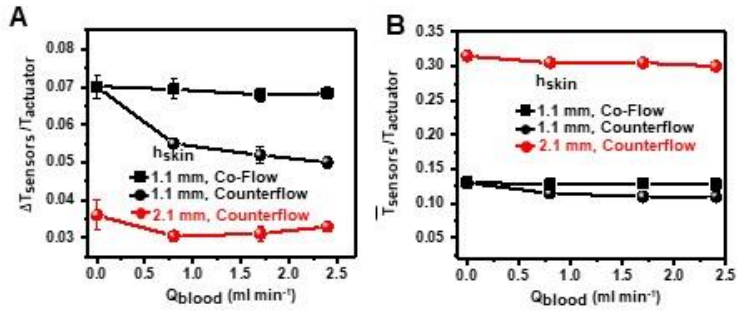 A
0.08
0.07
0.06
0.05
0.04
0.03
ΔTsensors/Tactuator
hskin
1.1 mm, Co-Flow
1.1 mm, Counterflow
2.1 mm, Counterflow
0.0 0.5 1.0 1.5 2.0 2.5
Qblood (ml min⁻¹)
B
0.35
0.30
0.25
0.20
0.15
0.10
0.05
T̅sensors/Tactuator
hskin
1.1 mm, Co-Flow
1.1 mm, Counterflow
2.1 mm, Counterflow
0.0 0.5 1.0 1.5 2.0 2.5
Qblood (ml min⁻¹)